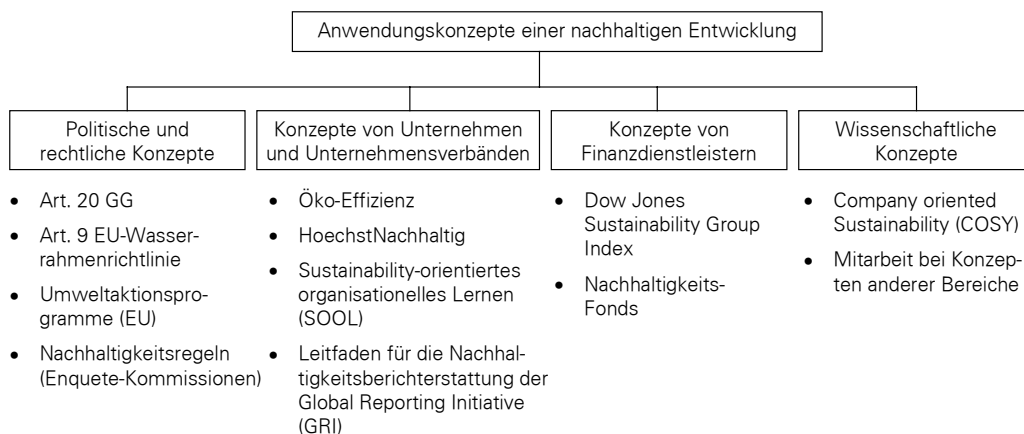 Anwendungskonzepte einer nachhaltigen Entwicklung
Politische und
rechtliche Konzepte
• Art. 20 GG
• Art. 9 EU-Wasser-
rahmenrichtlinie
• Umweltaktionspro-
gramme (EU)
• Nachhaltigkeitsregeln
(Enquete-Kommissionen)
Konzepte von Unternehmen
und Unternehmensverbänden
• Öko-Effizienz
• HoechstNachhaltig
• Sustainability-orientiertes
organisationelles Lernen
(SOOL)
• Leitfaden für die Nachhal-
tigkeitsberichterstattung der
Global Reporting Initiative
(GRI)
Konzepte von
Finanzdienstleistern
• Dow Jones
Sustainability Group
Index
• Nachhaltigkeits-
Fonds
Wissenschaftliche
Konzepte
• Company oriented
Sustainability (COSY)
• Mitarbeit bei Konzep-
ten anderer Bereiche